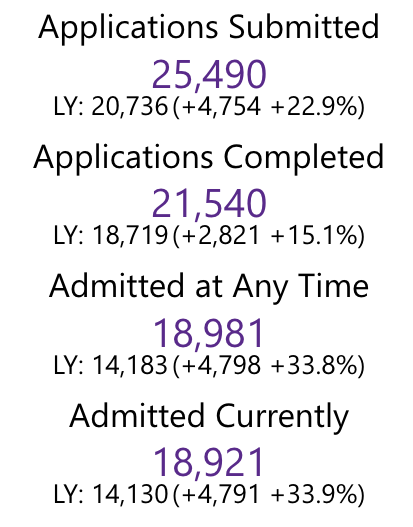 Applications Submitted
25,490
LY: 20,736 (+4,754 +22.9%)
Applications Completed
21,540
LY: 18,719 (+2,821 +15.1%)
Admitted at Any Time
18,981
LY: 14,183 (+4,798 +33.8%)
Admitted Currently
18,921
LY: 14,130 (+4,791 +33.9%)